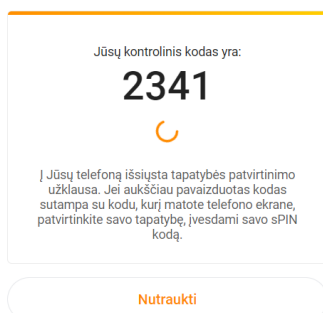 Jūsų kontrolinis kodas yra:
2341
Į Jūsų telefoną išsiųsta tapatybės patvirtinimo
užklausa. Jei aukščiau pavaizduotas kodas
sutampa su kodu, kurį matote telefono ekrane,
patvirtinkite savo tapatybę, įvesdami savo sPIN
kodą.
Nutraukti